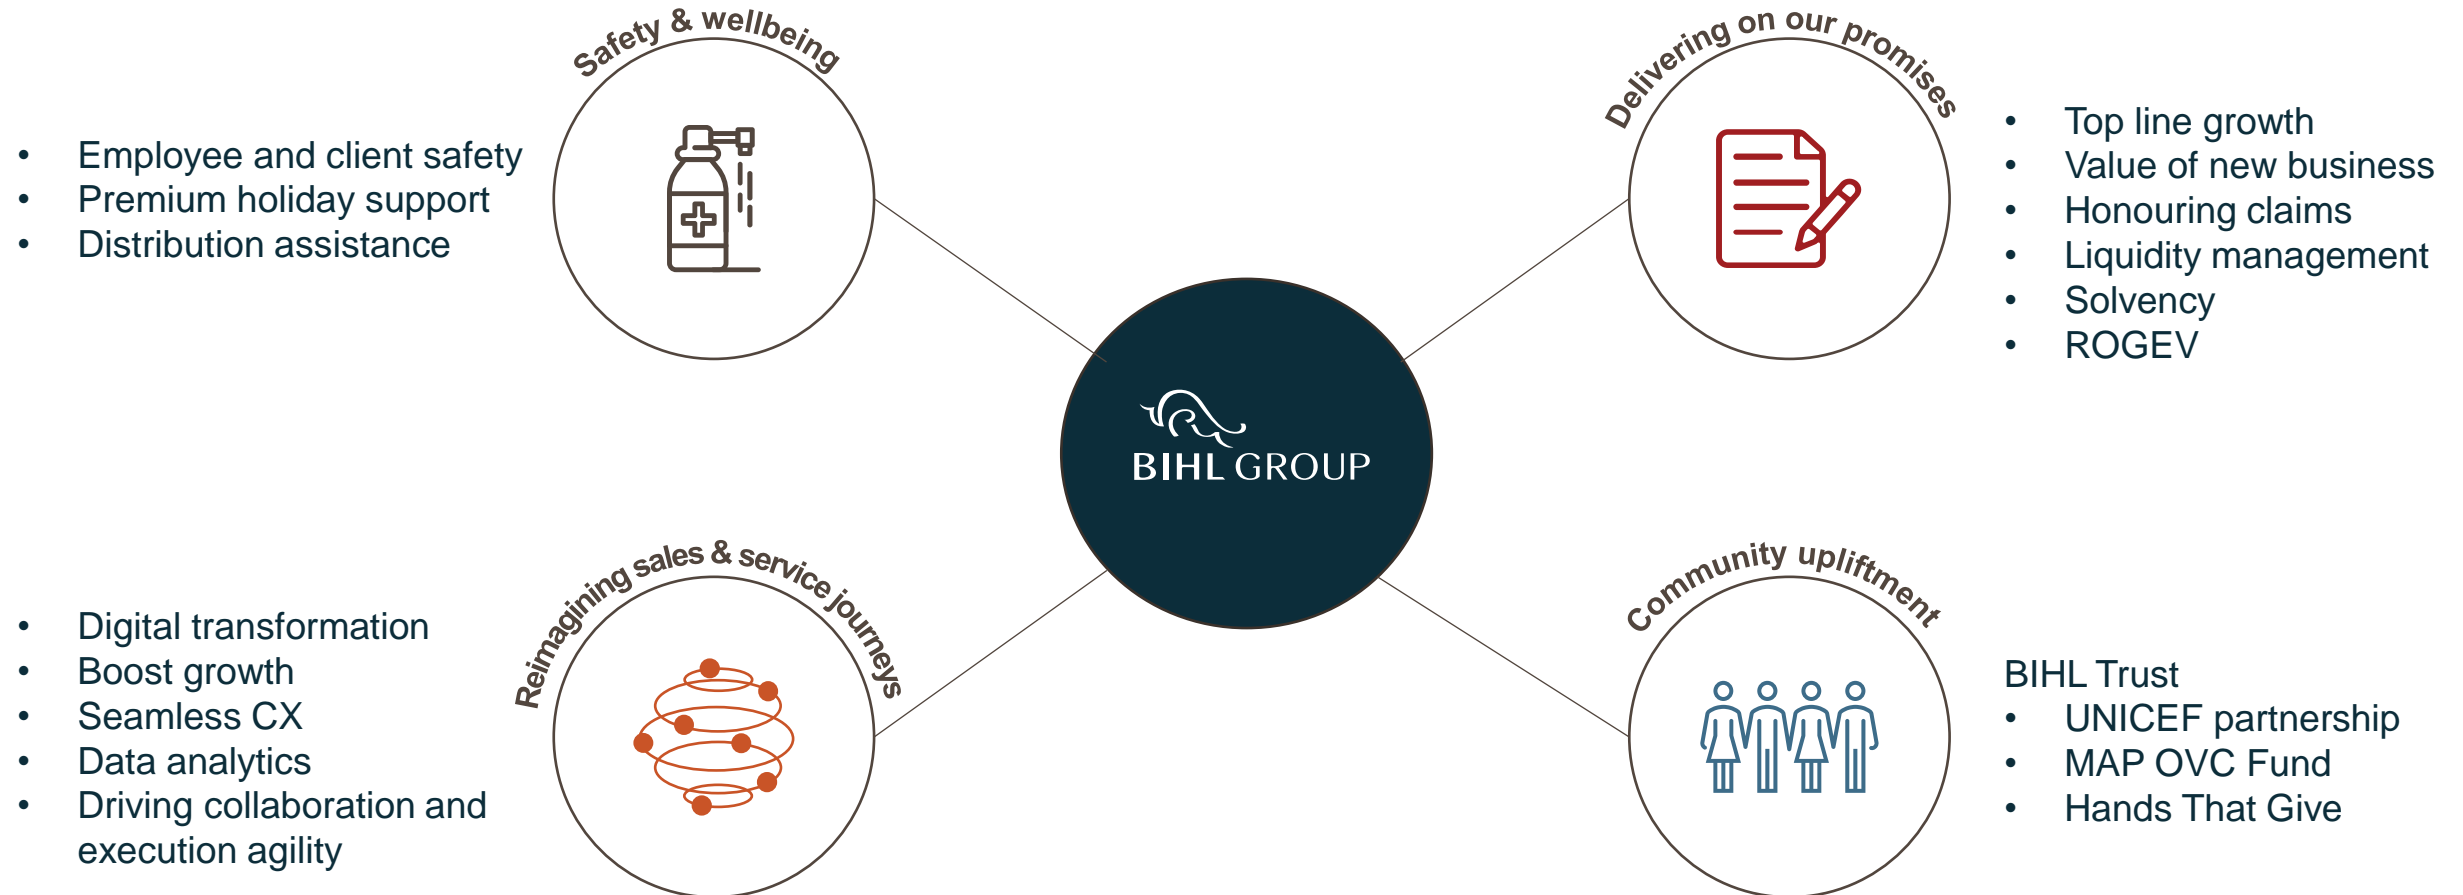 Safety & wellbeing
• Employee and client safety
• Premium holiday support
• Distribution assistance
Delivering on our promises
• Top line growth
• Value of new business
• Honouring claims
• Liquidity management
• Solvency
• ROGEV
BIHL GROUP
Reimagining sales & service journeys
• Digital transformation
• Boost growth
• Seamless CX
• Data analytics
• Driving collaboration and
execution agility
Community upliftment
BIHL Trust
• UNICEF partnership
• MAP OVC Fund
• Hands That Give